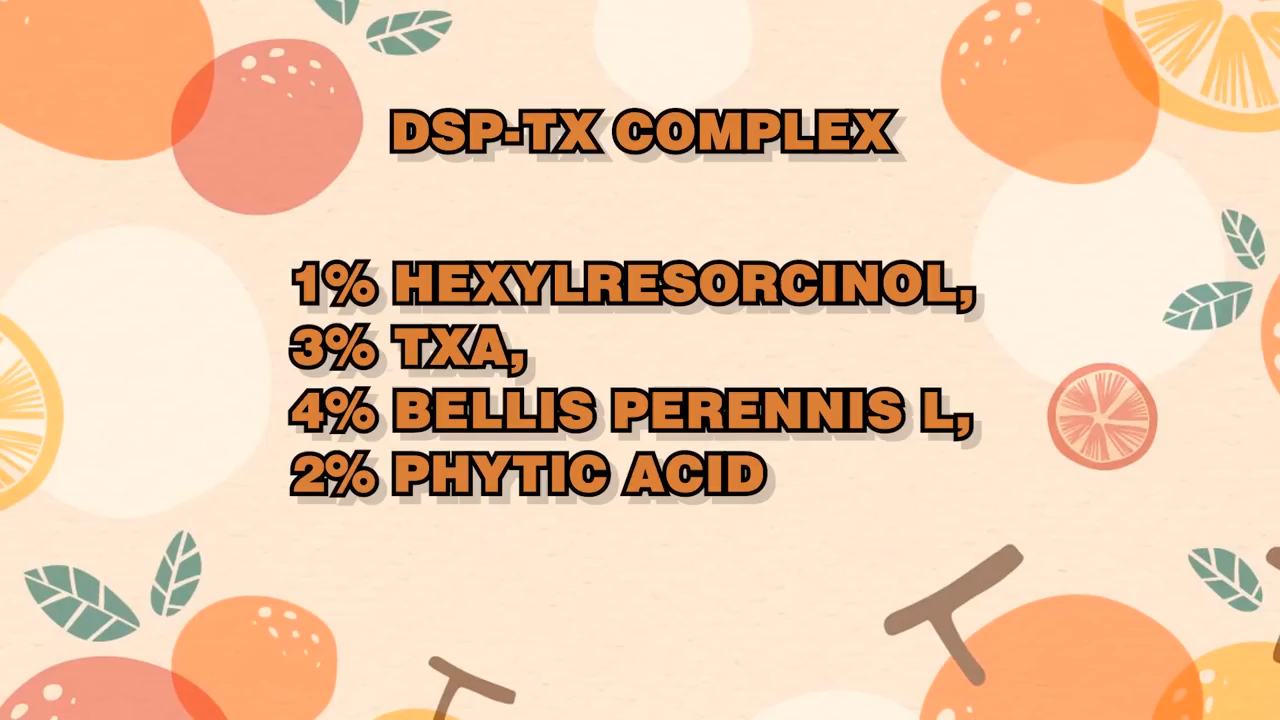 DSP-TX COMPLEX
1% HEXYLRESORCINOL,
3% TXA,
4% BELLIS PERENNIS L,
2% PHYTIC ACID